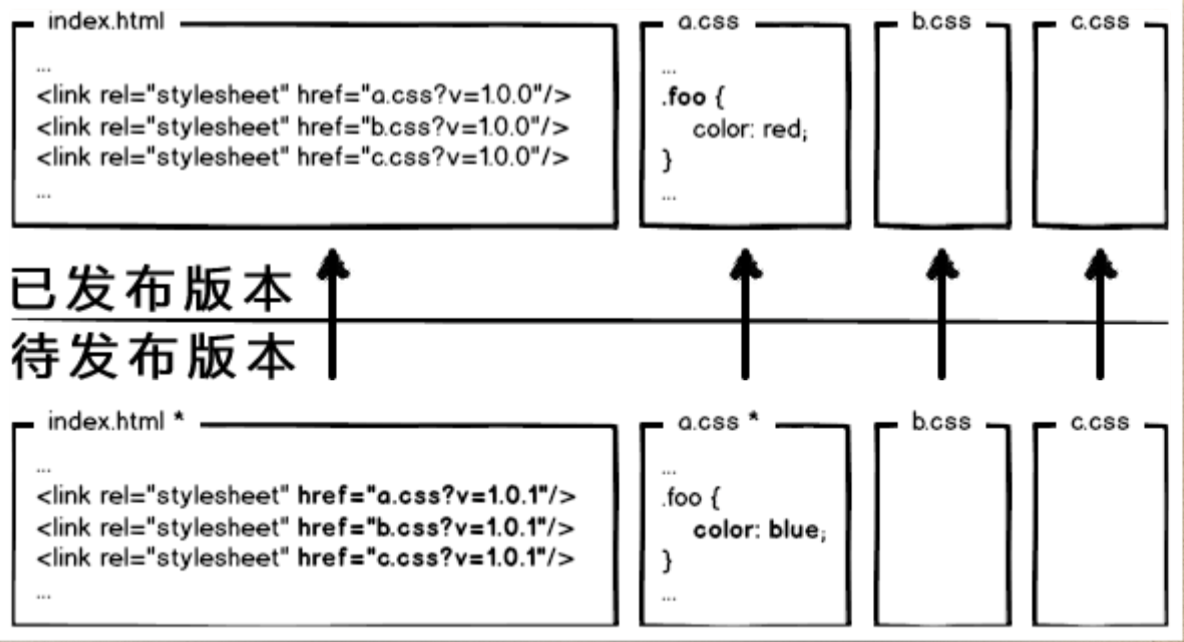 index.html
...
<link rel="stylesheet" href="a.css?v=1.0.0"/>
<link rel="stylesheet" href="b.css?v=1.0.0"/>
<link rel="stylesheet" href="c.css?v=1.0.0"/>
...
a.css
...
.foo {
color: red;
}
...
b.css
c.css
已发布版本
待发布版本
index.html *
...
<link rel="stylesheet" href="a.css?v=1.0.1"/>
<link rel="stylesheet" href="b.css?v=1.0.1"/>
<link rel="stylesheet" href="c.css?v=1.0.1"/>
...
a.css *
...
.foo {
color: blue;
}
...
b.css
c.css